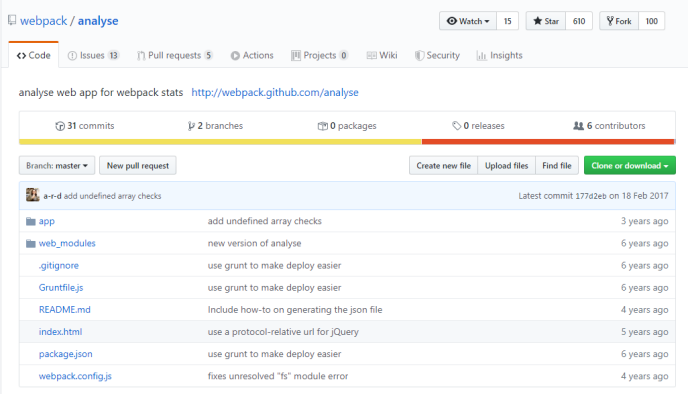 webpack / analyse
Watch 15 Star 610 Fork 100
Code Issues 13 Pull requests 5 Actions Projects 0 Wiki Security Insights
analyse web app for webpack stats http://webpack.github.com/analyse
31 commits 2 branches 0 packages 0 releases 6 contributors
Branch: master New pull request Create new file Upload files Find file Clone or download
a-r-d add undefined array checks Latest commit 177d2eb on 18 Feb 2017
app add undefined array checks 3 years ago
web_modules new version of analyse 6 years ago
.gitignore use grunt to make deploy easier 6 years ago
Gruntfile.js use grunt to make deploy easier 6 years ago
README.md Include how-to on generating the json file 4 years ago
index.html use a protocol-relative url for jQuery 5 years ago
package.json use grunt to make deploy easier 6 years ago
webpack.config.js fixes unresolved "fs" module error 4 years ago